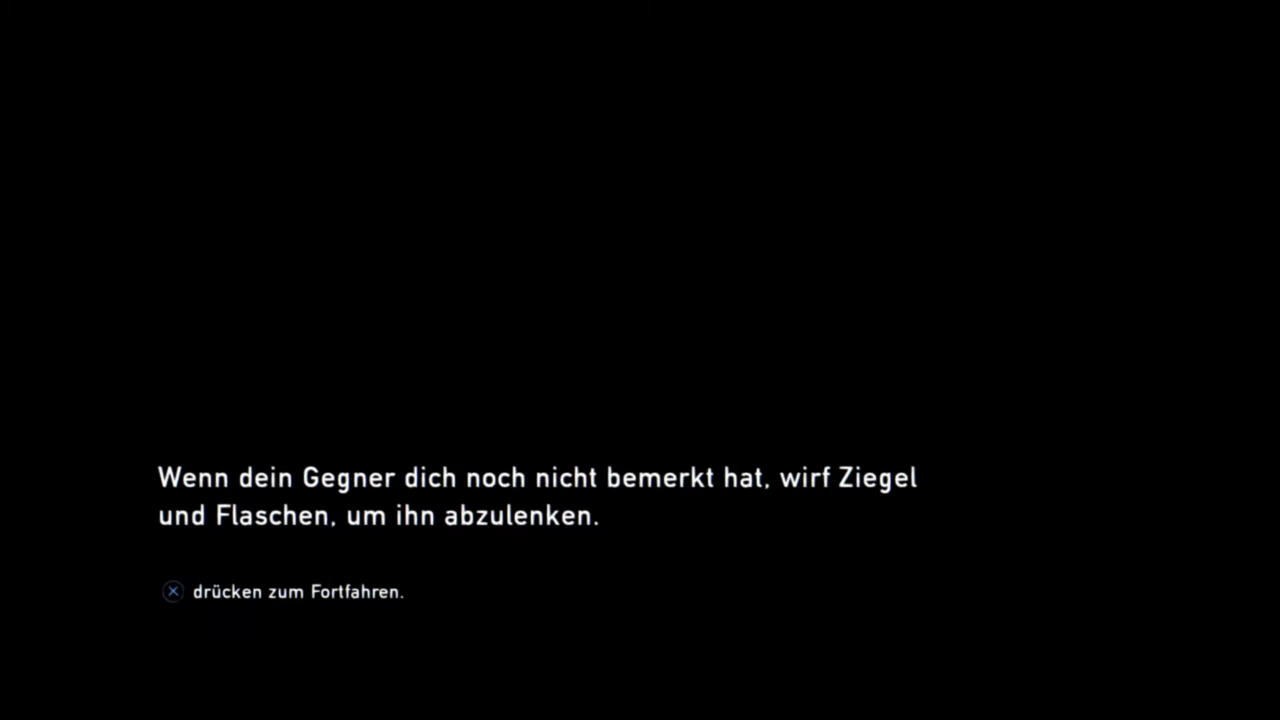 Wenn dein Gegner dich noch nicht bemerkt hat, wirf Ziegel
und Flaschen, um ihn abzulenken.
drücken zum Fortfahren.